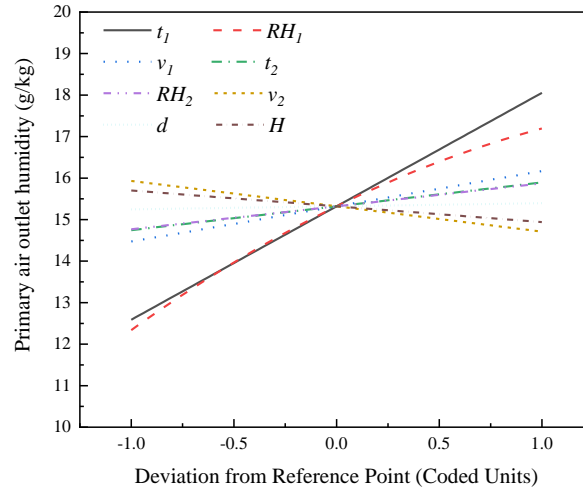 20
19
18
17
16
15
14
13
12
11
10
Primary air outlet humidity (g/kg)
t1 RH1
v1 t2
RH2 v2
d H
-1.0 -0.5 0.0 0.5 1.0
Deviation from Reference Point (Coded Units)